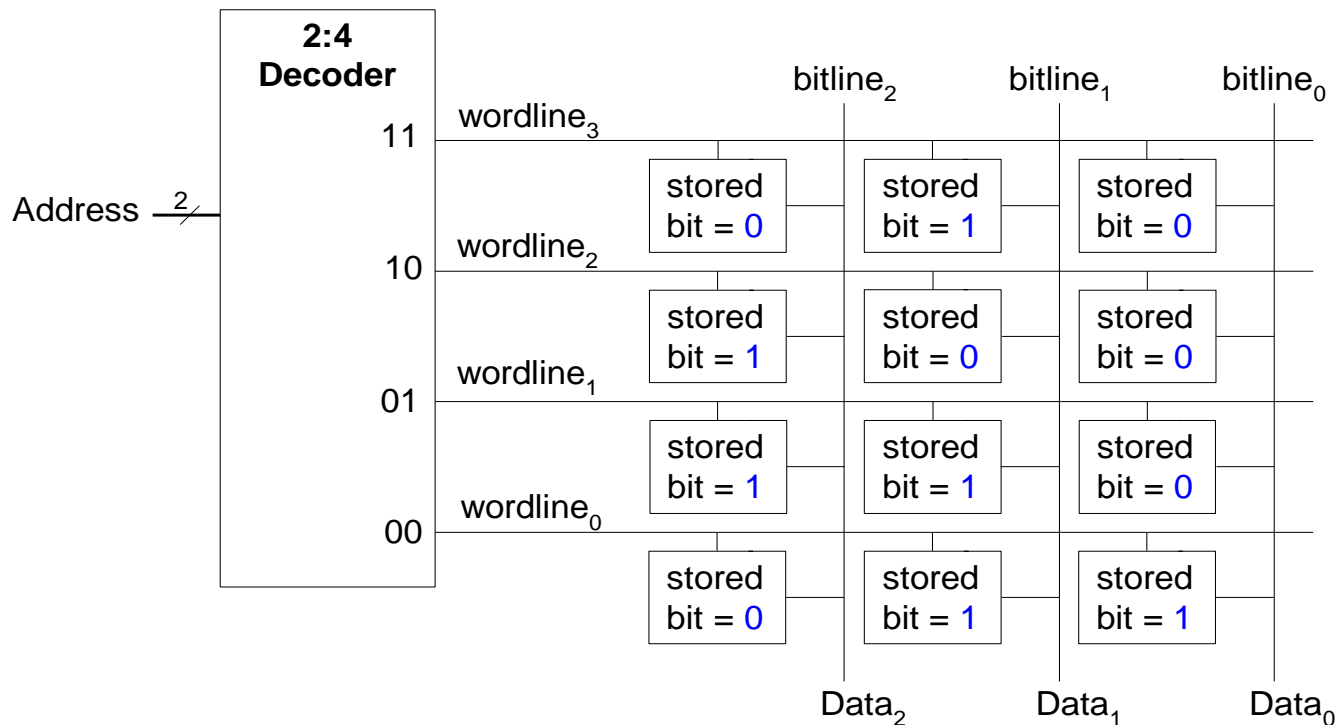 2:4
Decoder
bitline₂ bitline₁ bitline₀
wordline₃
11
stored stored stored
bit = 0 bit = 1 bit = 0
Address 2
wordline₂
10
stored stored stored
bit = 1 bit = 0 bit = 0
wordline₁
01
stored stored stored
bit = 1 bit = 1 bit = 0
wordline₀
00
stored stored stored
bit = 0 bit = 1 bit = 1
Data₂ Data₁ Data₀